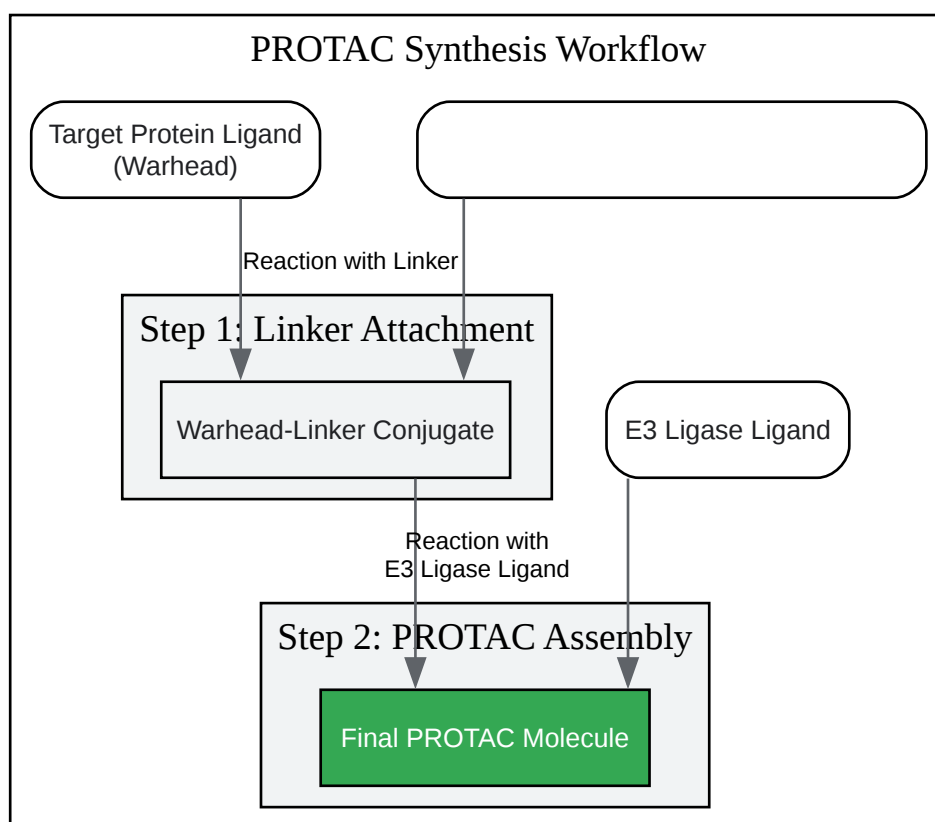 PROTAC Synthesis Workflow
Target Protein Ligand
(Warhead)
Reaction with Linker
Step 1: Linker Attachment
Warhead-Linker Conjugate
E3 Ligase Ligand
Reaction with
E3 Ligase Ligand
Step 2: PROTAC Assembly
Final PROTAC Molecule